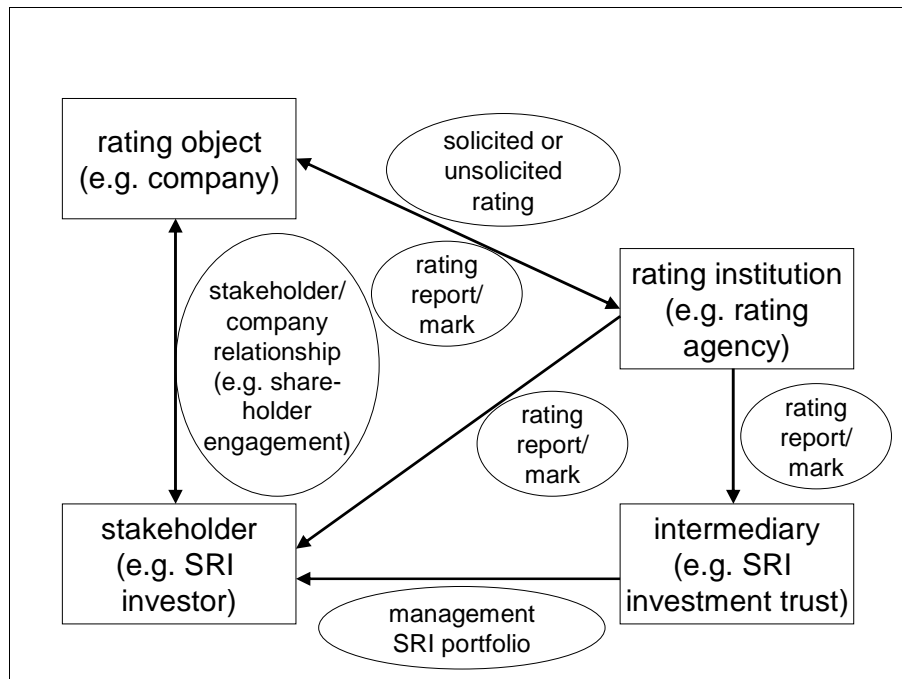 rating object
(e.g. company)
solicited or
unsolicited
rating
rating
report/
mark
rating institution
(e.g. rating
agency)
stakeholder/
company
relationship
(e.g. share-
holder
engagement)
rating
report/
mark
rating
report/
mark
stakeholder
(e.g. SRI
investor)
intermediary
(e.g. SRI
investment trust)
management
SRI portfolio